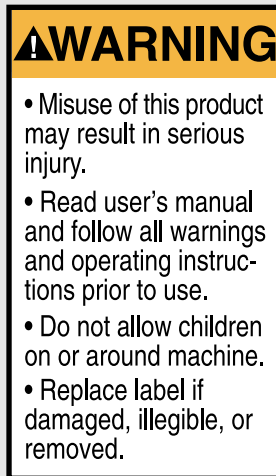 WARNING
• Misuse of this product
may result in serious
injury.
• Read user's manual
and follow all warnings
and operating instruc-
tions prior to use.
• Do not allow children
on or around machine.
• Replace label if
damaged, illegible, or
removed.